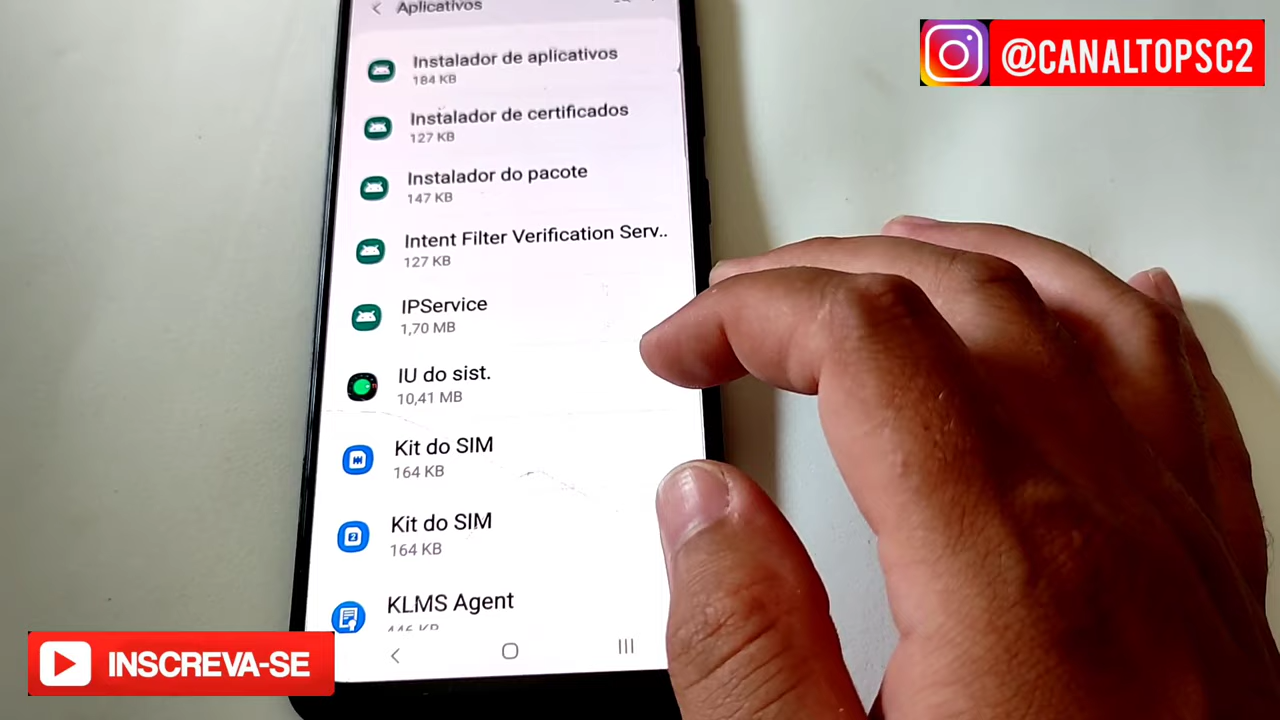 Aplicativos
@CANALTOPSC2
Instalador de aplicativos
184 KB
Instalador de certificados
127 KB
Instalador do pacote
147 KB
Intent Filter Verification Serv..
127 KB
IPService
1,70 MB
IU do sist.
10,41 MB
Kit do SIM
164 KB
Kit do SIM
164 KB
KLMS Agent
INSCREVA-SE